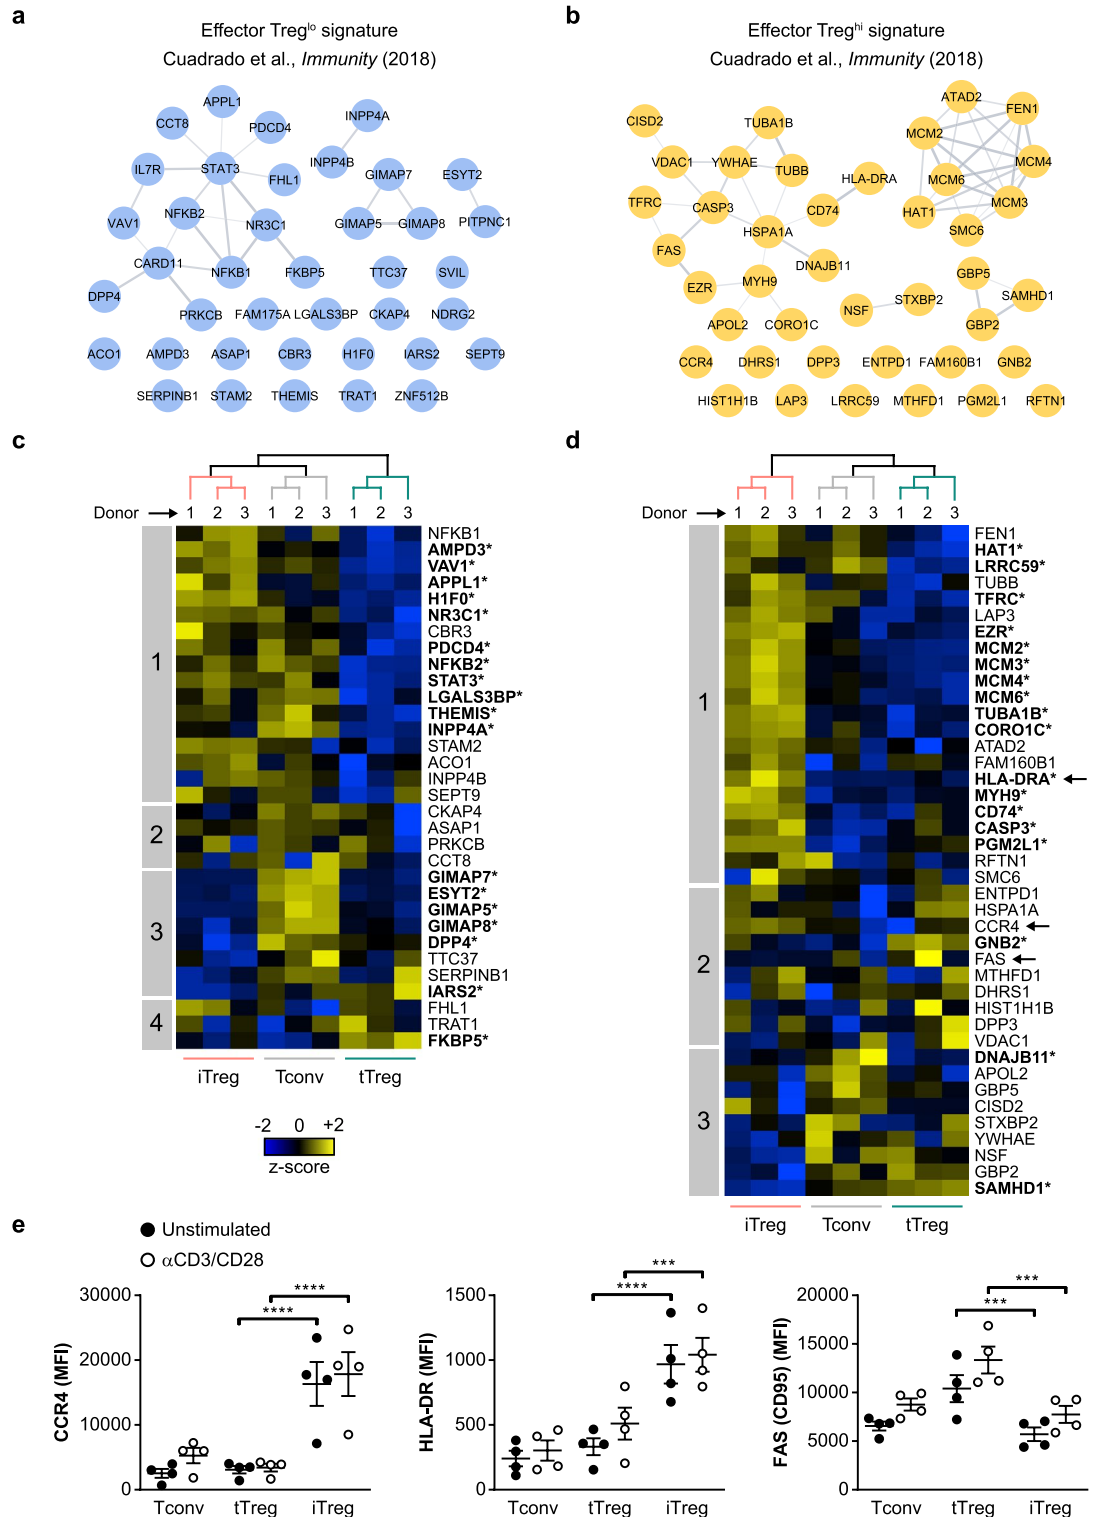 a
Effector Treglo signature
Cuadrado et al., Immunity (2018)
APPL1
CCT8
PDCD4
INPP4A
IL7R
STAT3
INPP4B
FHL1
GIMAP7
ESYT2
VAV1
NFKB2
NR3C1
GIMAP5
GIMAP8
PITPNC1
CARD11
NFKB1
FKBP5
TTC37
SVIL
DPP4
PRKCB
FAM175A
LGALS3BP
CKAP4
NDRG2
ACO1
AMPD3
ASAP1
CBR3
H1F0
IARS2
SEPT9
SERPINB1
STAM2
THEMIS
TRAT1
ZNF512B
b
Effector Treghi signature
Cuadrado et al., Immunity (2018)
ATAD2
FEN1
CISD2
TUBA1B
MCM2
VDAC1
YWHAE
TUBB
MCM4
HLA-DRA
MCM6
TFRC
CASP3
CD74
HAT1
MCM3
HSPA1A
SMC6
FAS
DNAJB11
GBP5
EZR
MYH9
NSF
STXBP2
SAMHD1
APOL2
CORO1C
GBP2
CCR4
DHRS1
DPP3
ENTPD1
FAM160B1
GNB2
HIST1H1B
LAP3
LRRC59
MTHFD1
PGM2L1
RFTN1
c
Donor
1 2 3 1 2 3 1 2 3
1
2
3
4
NFKB1
AMPD3*
VAV1*
APPL1*
H1F0*
NR3C1*
CBR3
PDCD4*
NFKB2*
STAT3*
LGALS3BP*
THEMIS*
INPP4A*
STAM2
ACO1
INPP4B
SEPT9
CKAP4
ASAP1
PRKCB
CCT8
GIMAP7*
ESYT2*
GIMAP5*
GIMAP8*
DPP4*
TTC37
SERPINB1
IARS2*
FHL1
TRAT1
FKBP5*
iTreg Tconv tTreg
-2 0 +2
z-score
d
Donor
1 2 3 1 2 3 1 2 3
1
2
3
FEN1
HAT1*
LRRC59*
TUBB
TFRC*
LAP3
EZR*
MCM2*
MCM3*
MCM4*
MCM6*
TUBA1B*
CORO1C*
ATAD2
FAM160B1
HLA-DRA*
MYH9*
CD74*
CASP3*
PGM2L1*
RFTN1
SMC6
ENTPD1
HSPA1A
CCR4
GNB2*
FAS
MTHFD1
DHRS1
HIST1H1B
DPP3
VDAC1
DNAJB11*
APOL2
GBP5
CISD2
STXBP2
YWHAE
NSF
GBP2
SAMHD1*
iTreg Tconv tTreg
e
Unstimulated
αCD3/CD28
CCR4 (MFI)
30000
20000
10000
0
****
****
Tconv tTreg iTreg
HLA-DR (MFI)
1500
1000
500
0
***
****
Tconv tTreg iTreg
FAS (CD95) (MFI)
20000
15000
10000
5000
0
***
***
Tconv tTreg iTreg